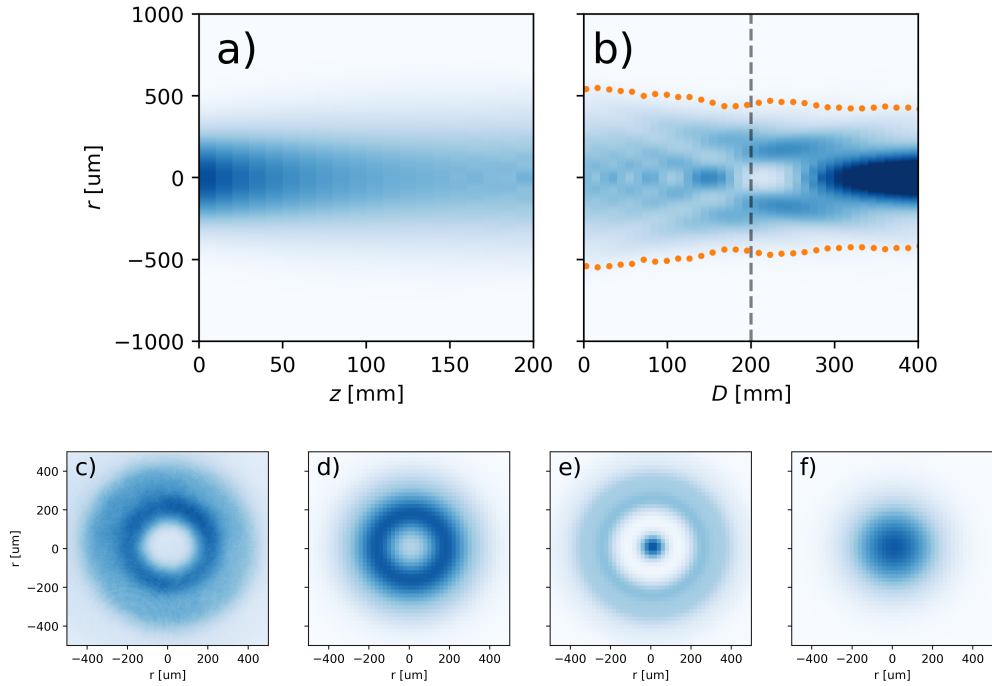 a)
b)
1000
500
0
−500
−1000
r [um]
0 50 100 150 200
z [mm]
0 100 200 300 400
D [mm]
c)
d)
e)
f)
400
200
0
−200
−400
r [um]
−400 −200 0 200 400
−400 −200 0 200 400
−400 −200 0 200 400
−400 −200 0 200 400
r [um]
r [um]
r [um]
r [um]